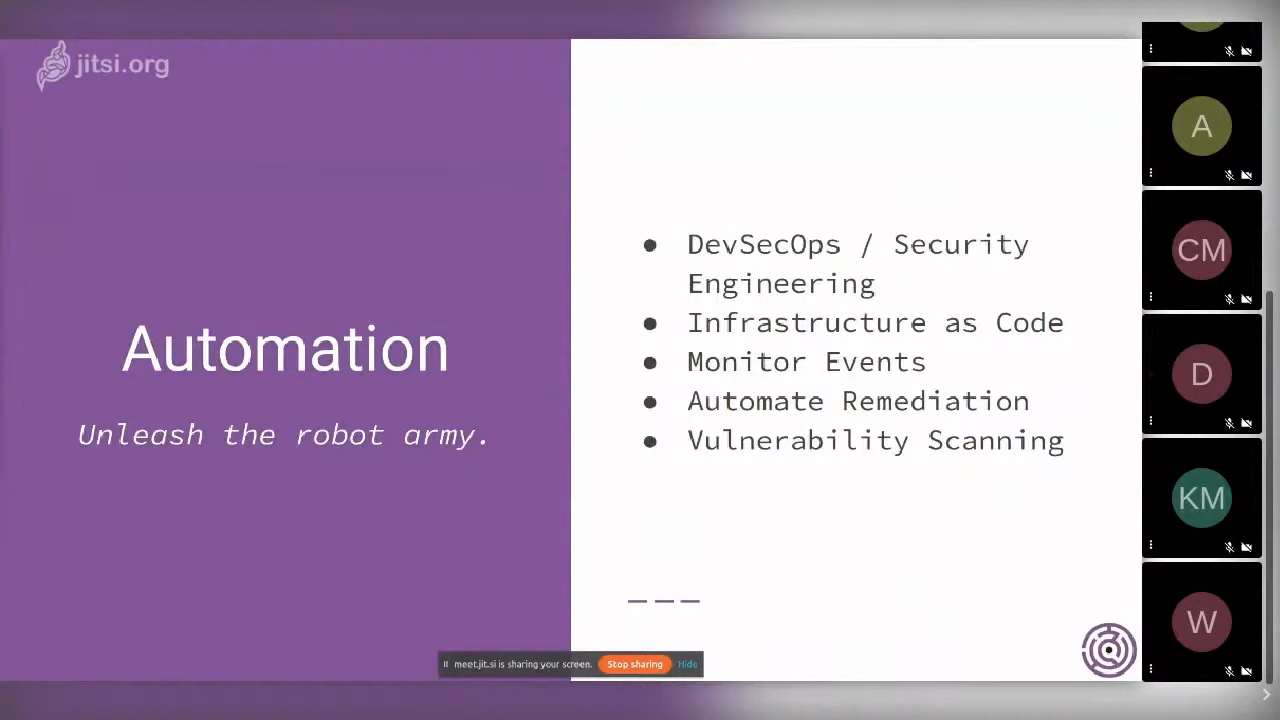 jitsi.org
Automation
Unleash the robot army.
● DevSecOps / Security
Engineering
● Infrastructure as Code
● Monitor Events
● Automate Remediation
● Vulnerability Scanning
meet.jit.si is sharing your screen. Stop sharing Hide
A
CM
D
KM
W